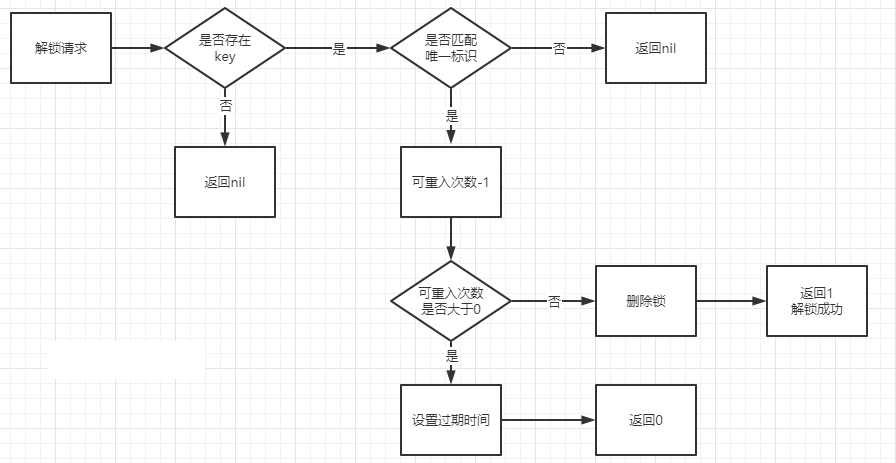 解锁请求
是否存在
key
是
是否匹配
唯一标识
否
返回nil
否
返回nil
是
可重入次数-1
可重入次数
是否大于0
否
删除锁
返回1
解锁成功
是
设置过期时间
返回0